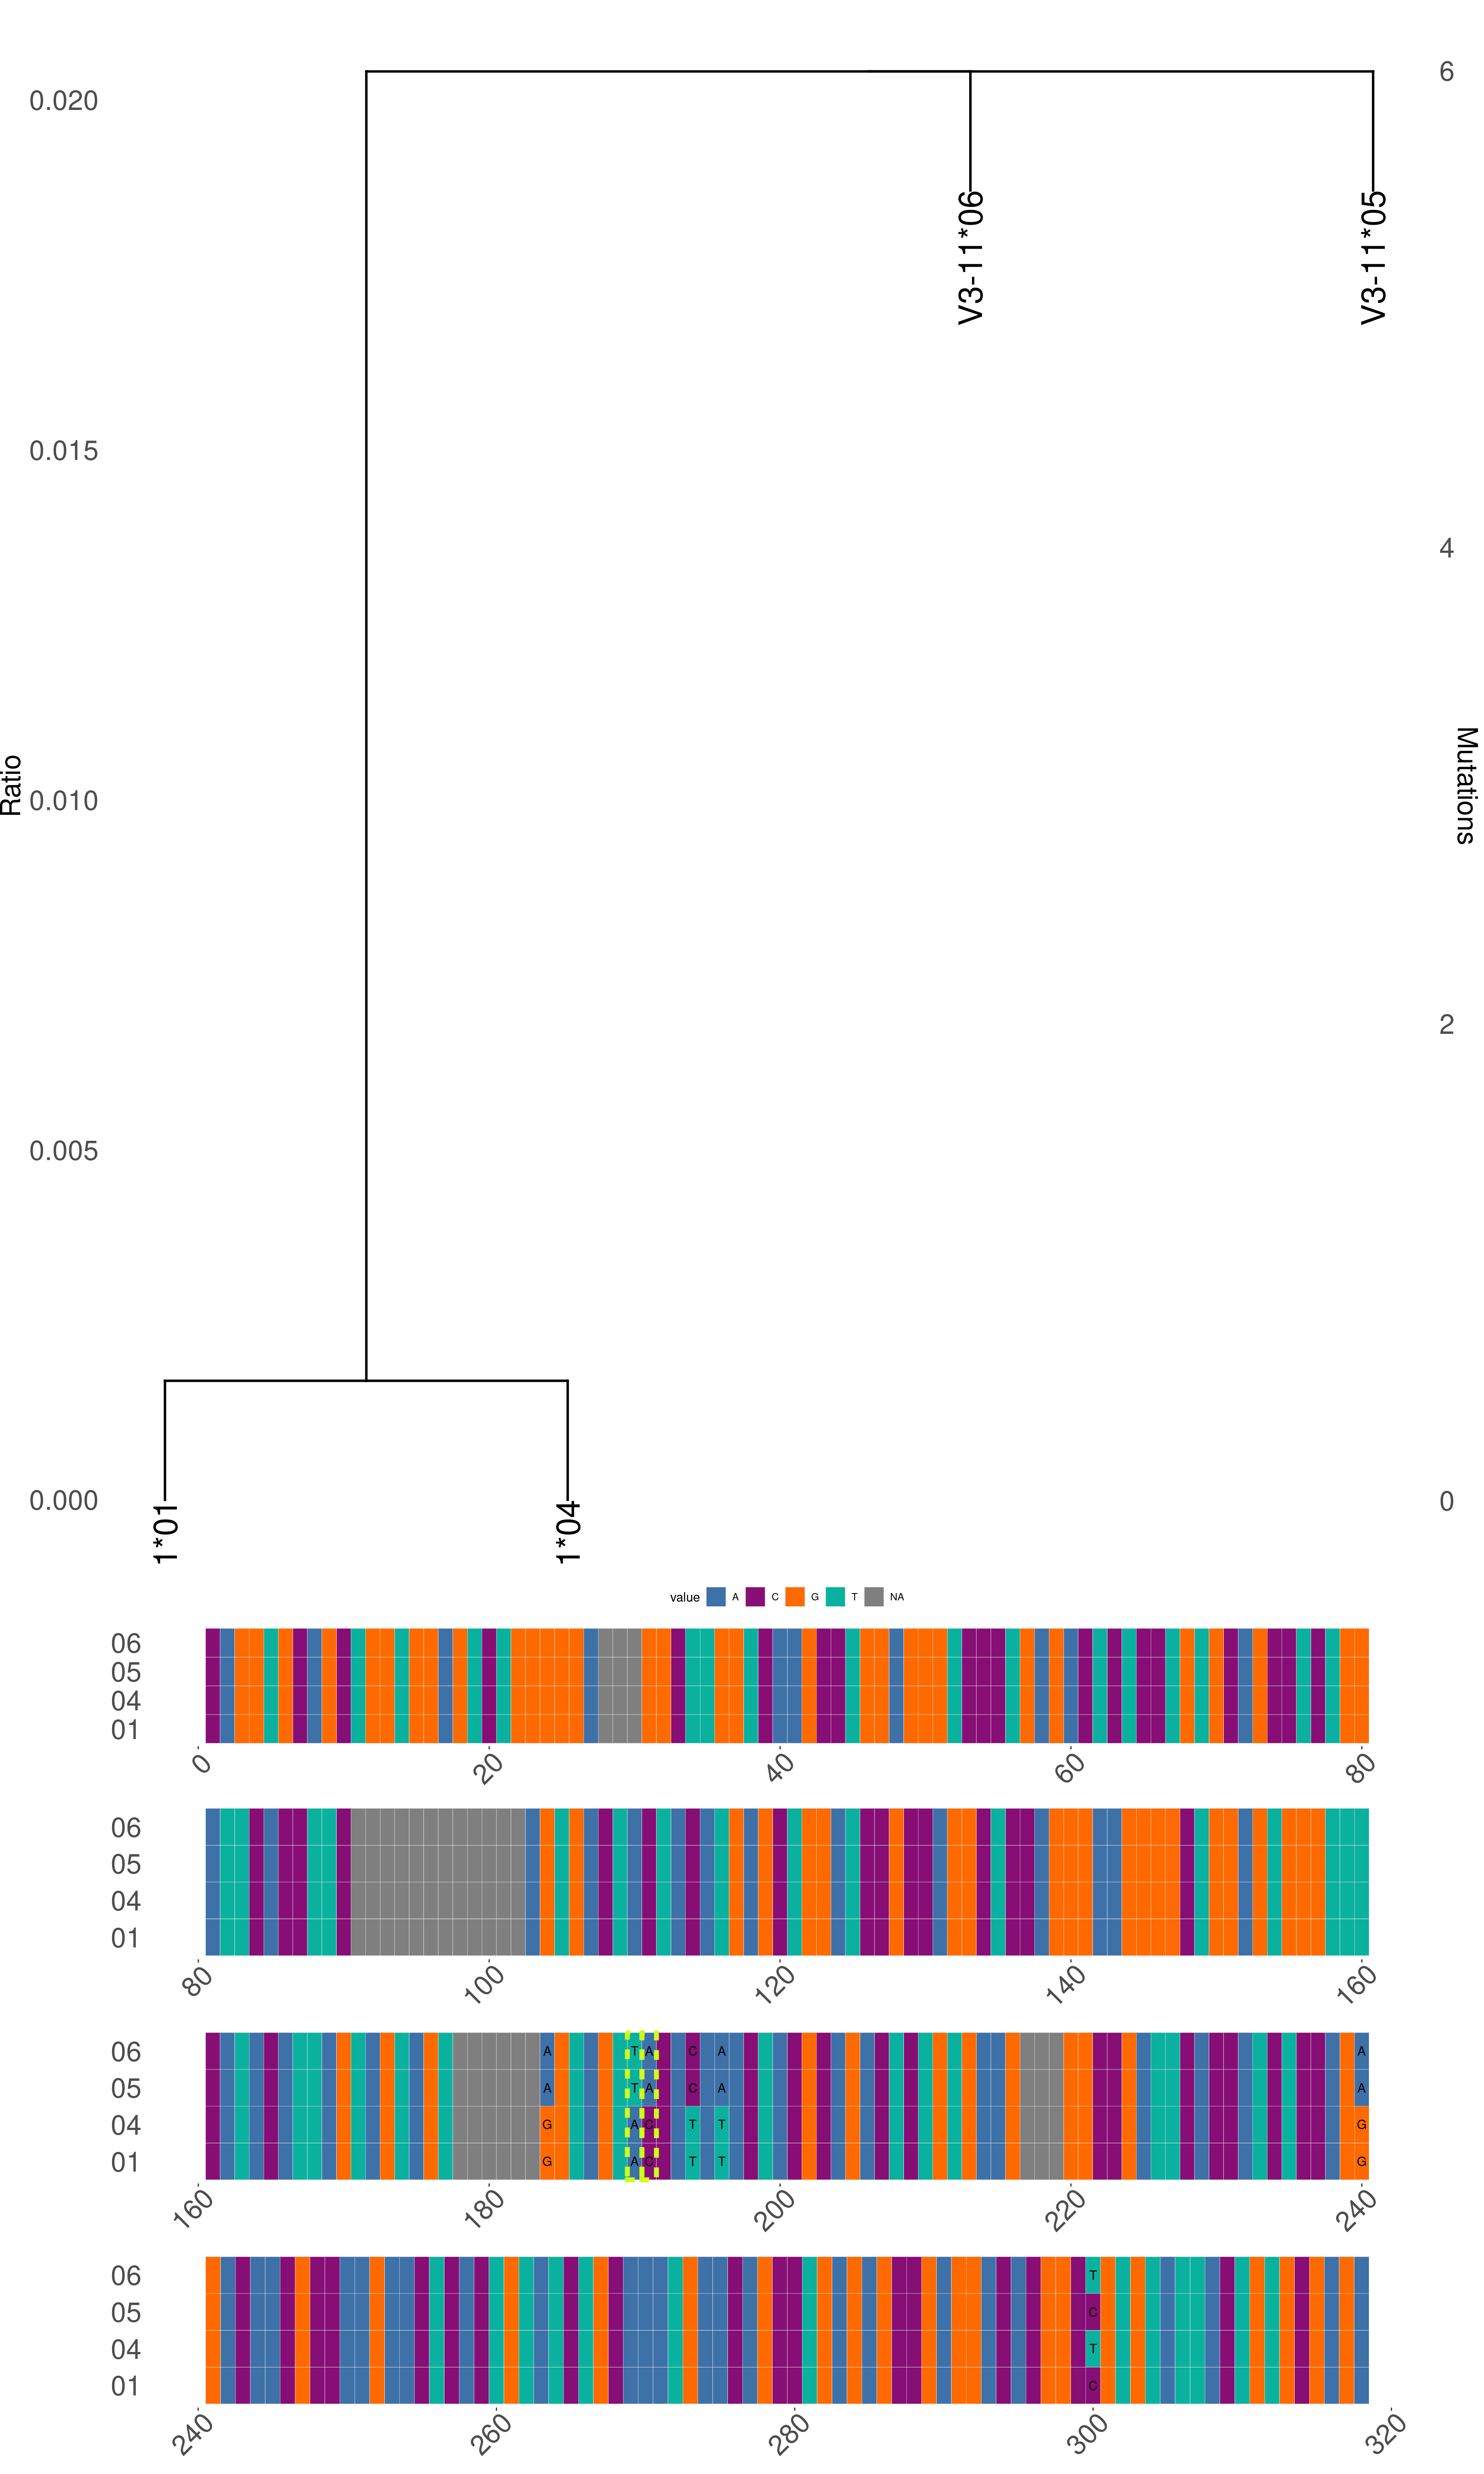 0.020
0.015
0.010
0.005
0.000
Ratio
6
4
2
0
Mutations
V3-11*06
V3-11*05
1*01
1*04
value A C G T NA
06
05
04
01
0 20 40 60 80
06
05
04
01
80 100 120 140 160
06 A T A C A A
05 A T A C A A
04 G A C T T G
01 G A C T T G
160 180 200 220 240
06 T
05 C
04 T
01 C
240 260 280 300 320